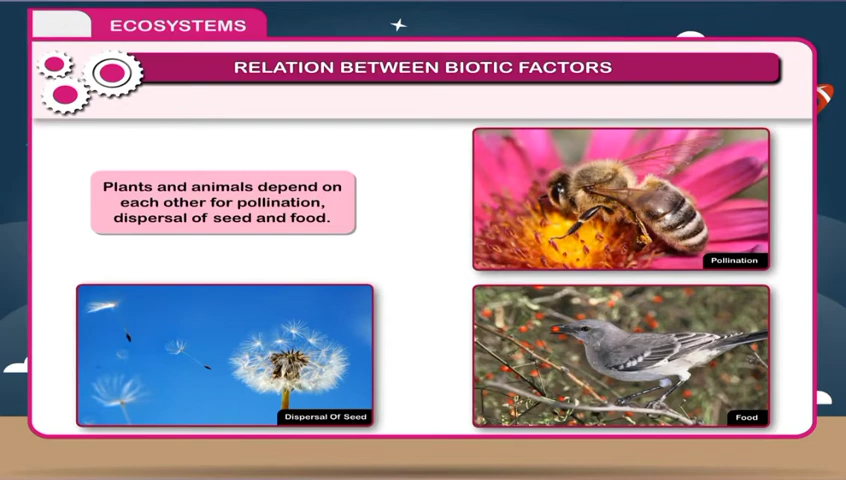 ECOSYSTEMS
RELATION BETWEEN BIOTIC FACTORS
Plants and animals depend on
each other for pollination,
dispersal of seed and food.
Pollination
Dispersal Of Seed
Food